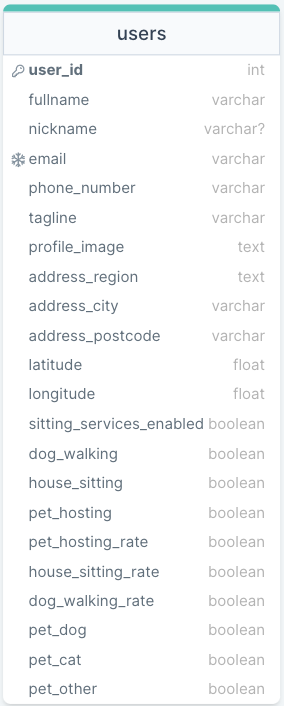 users
user_id int
fullname varchar
nickname varchar?
email varchar
phone_number varchar
tagline varchar
profile_image text
address_region text
address_city varchar
address_postcode varchar
latitude float
longitude float
sitting_services_enabled boolean
dog_walking boolean
house_sitting boolean
pet_hosting boolean
pet_hosting_rate boolean
house_sitting_rate boolean
dog_walking_rate boolean
pet_dog boolean
pet_cat boolean
pet_other boolean